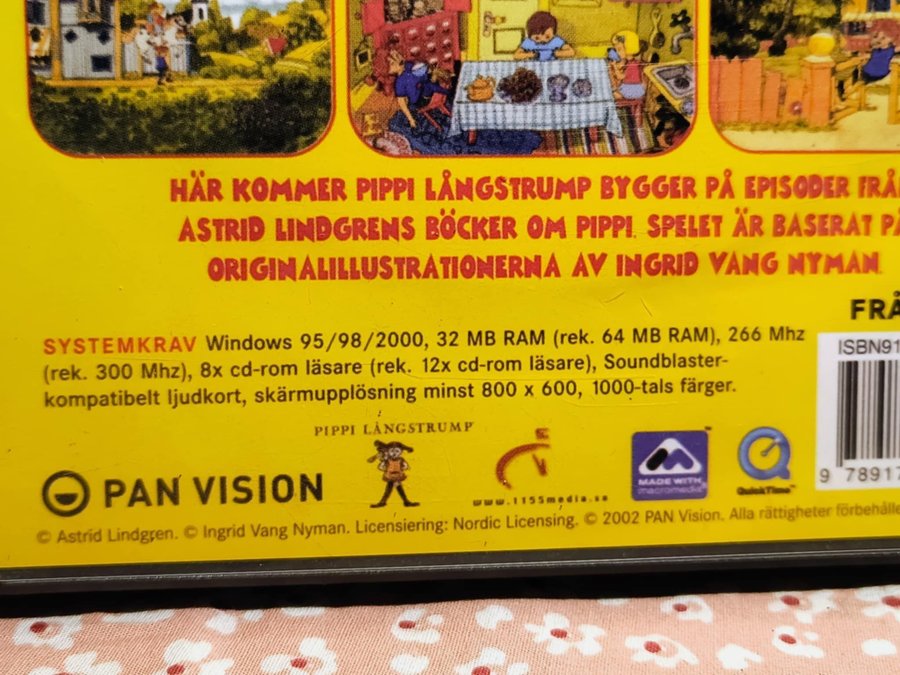 HÄR KOMMER PIPPI LÅNGSTRUMP BYGGER PÅ EPISODER FRÅ
ASTRID LINDGRENS BÖCKER OM PIPPI. SPELET ÄR BASERAT PÅ
ORIGINALILLUSTRATIONERNA AV INGRID VANG NYMAN.
FRÅ
SYSTEMKRAV Windows 95/98/2000, 32 MB RAM (rek. 64 MB RAM), 266 Mhz
(rek. 300 Mhz), 8x cd-rom läsare (rek. 12x cd-rom läsare), Soundblaster-
kompatibelt ljudkort, skärmupplösning minst 800 x 600, 1000-tals färger.
ISBN91
9 78917
PIPPI LÅNGSTRUMP
PAN VISION
www.1155media.se
MADE WITH
macromedia
QuickTime
© Astrid Lindgren. © Ingrid Vang Nyman. Licensiering: Nordic Licensing. © 2002 PAN Vision. Alla rättigheter förbehålle